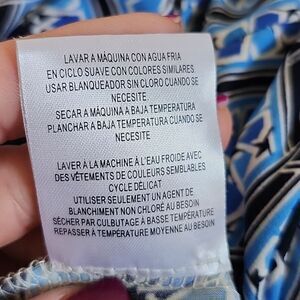 LAVAR A MÁQUINA CON AGUA FRIA
EN CICLO SUAVE CON COLORES SIMILARES
USAR BLANQUEADOR SIN CLORO CUANDO SE
NECESITE
SECAR A MÁQUINA A BAJA TEMPERATURA
PLANCHAR A BAJA TEMPERATURA CUANDO SE
NECESITE
LAVER À LA MACHINE À L'EAU FROIDE AVEC
DES VÊTEMENTS DE COULEURS SEMBLABLES
CYCLE DÉLICAT
UTILISER SEULEMENT UN AGENT DE
BLANCHIMENT NON CHLORÉ AU BESOIN
SÉCHER PAR CULBUTAGE À BASSE TEMPÉRATURE
REPASSER À TEMPÉRATURE MOYENNE AU BESOIN